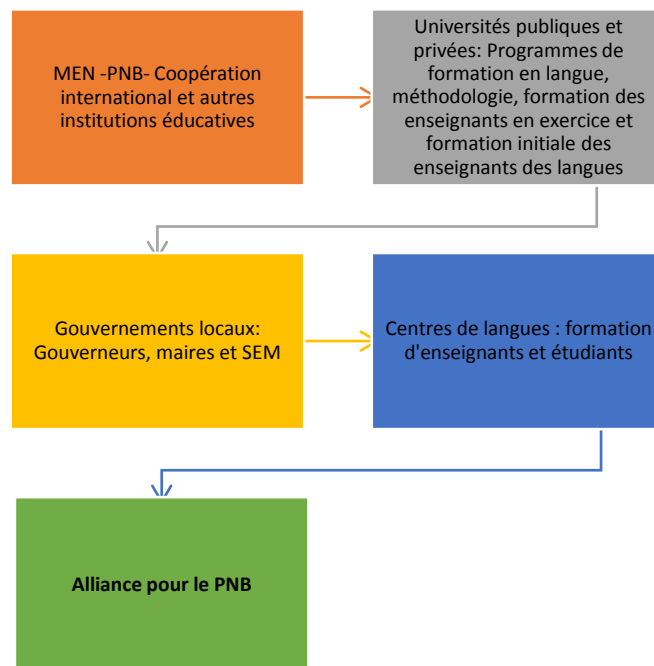 MEN -PNB- Coopération
international et autres
institutions éducatives
Universités publiques et
privées: Programmes de
formation en langue,
méthodologie, formation des
enseignants en exercice et
formation initiale des
enseignants des langues
Gouvernements locaux:
Gouverneurs, maires et SEM
Centres de langues : formation
d'enseignants et étudiants
Alliance pour le PNB